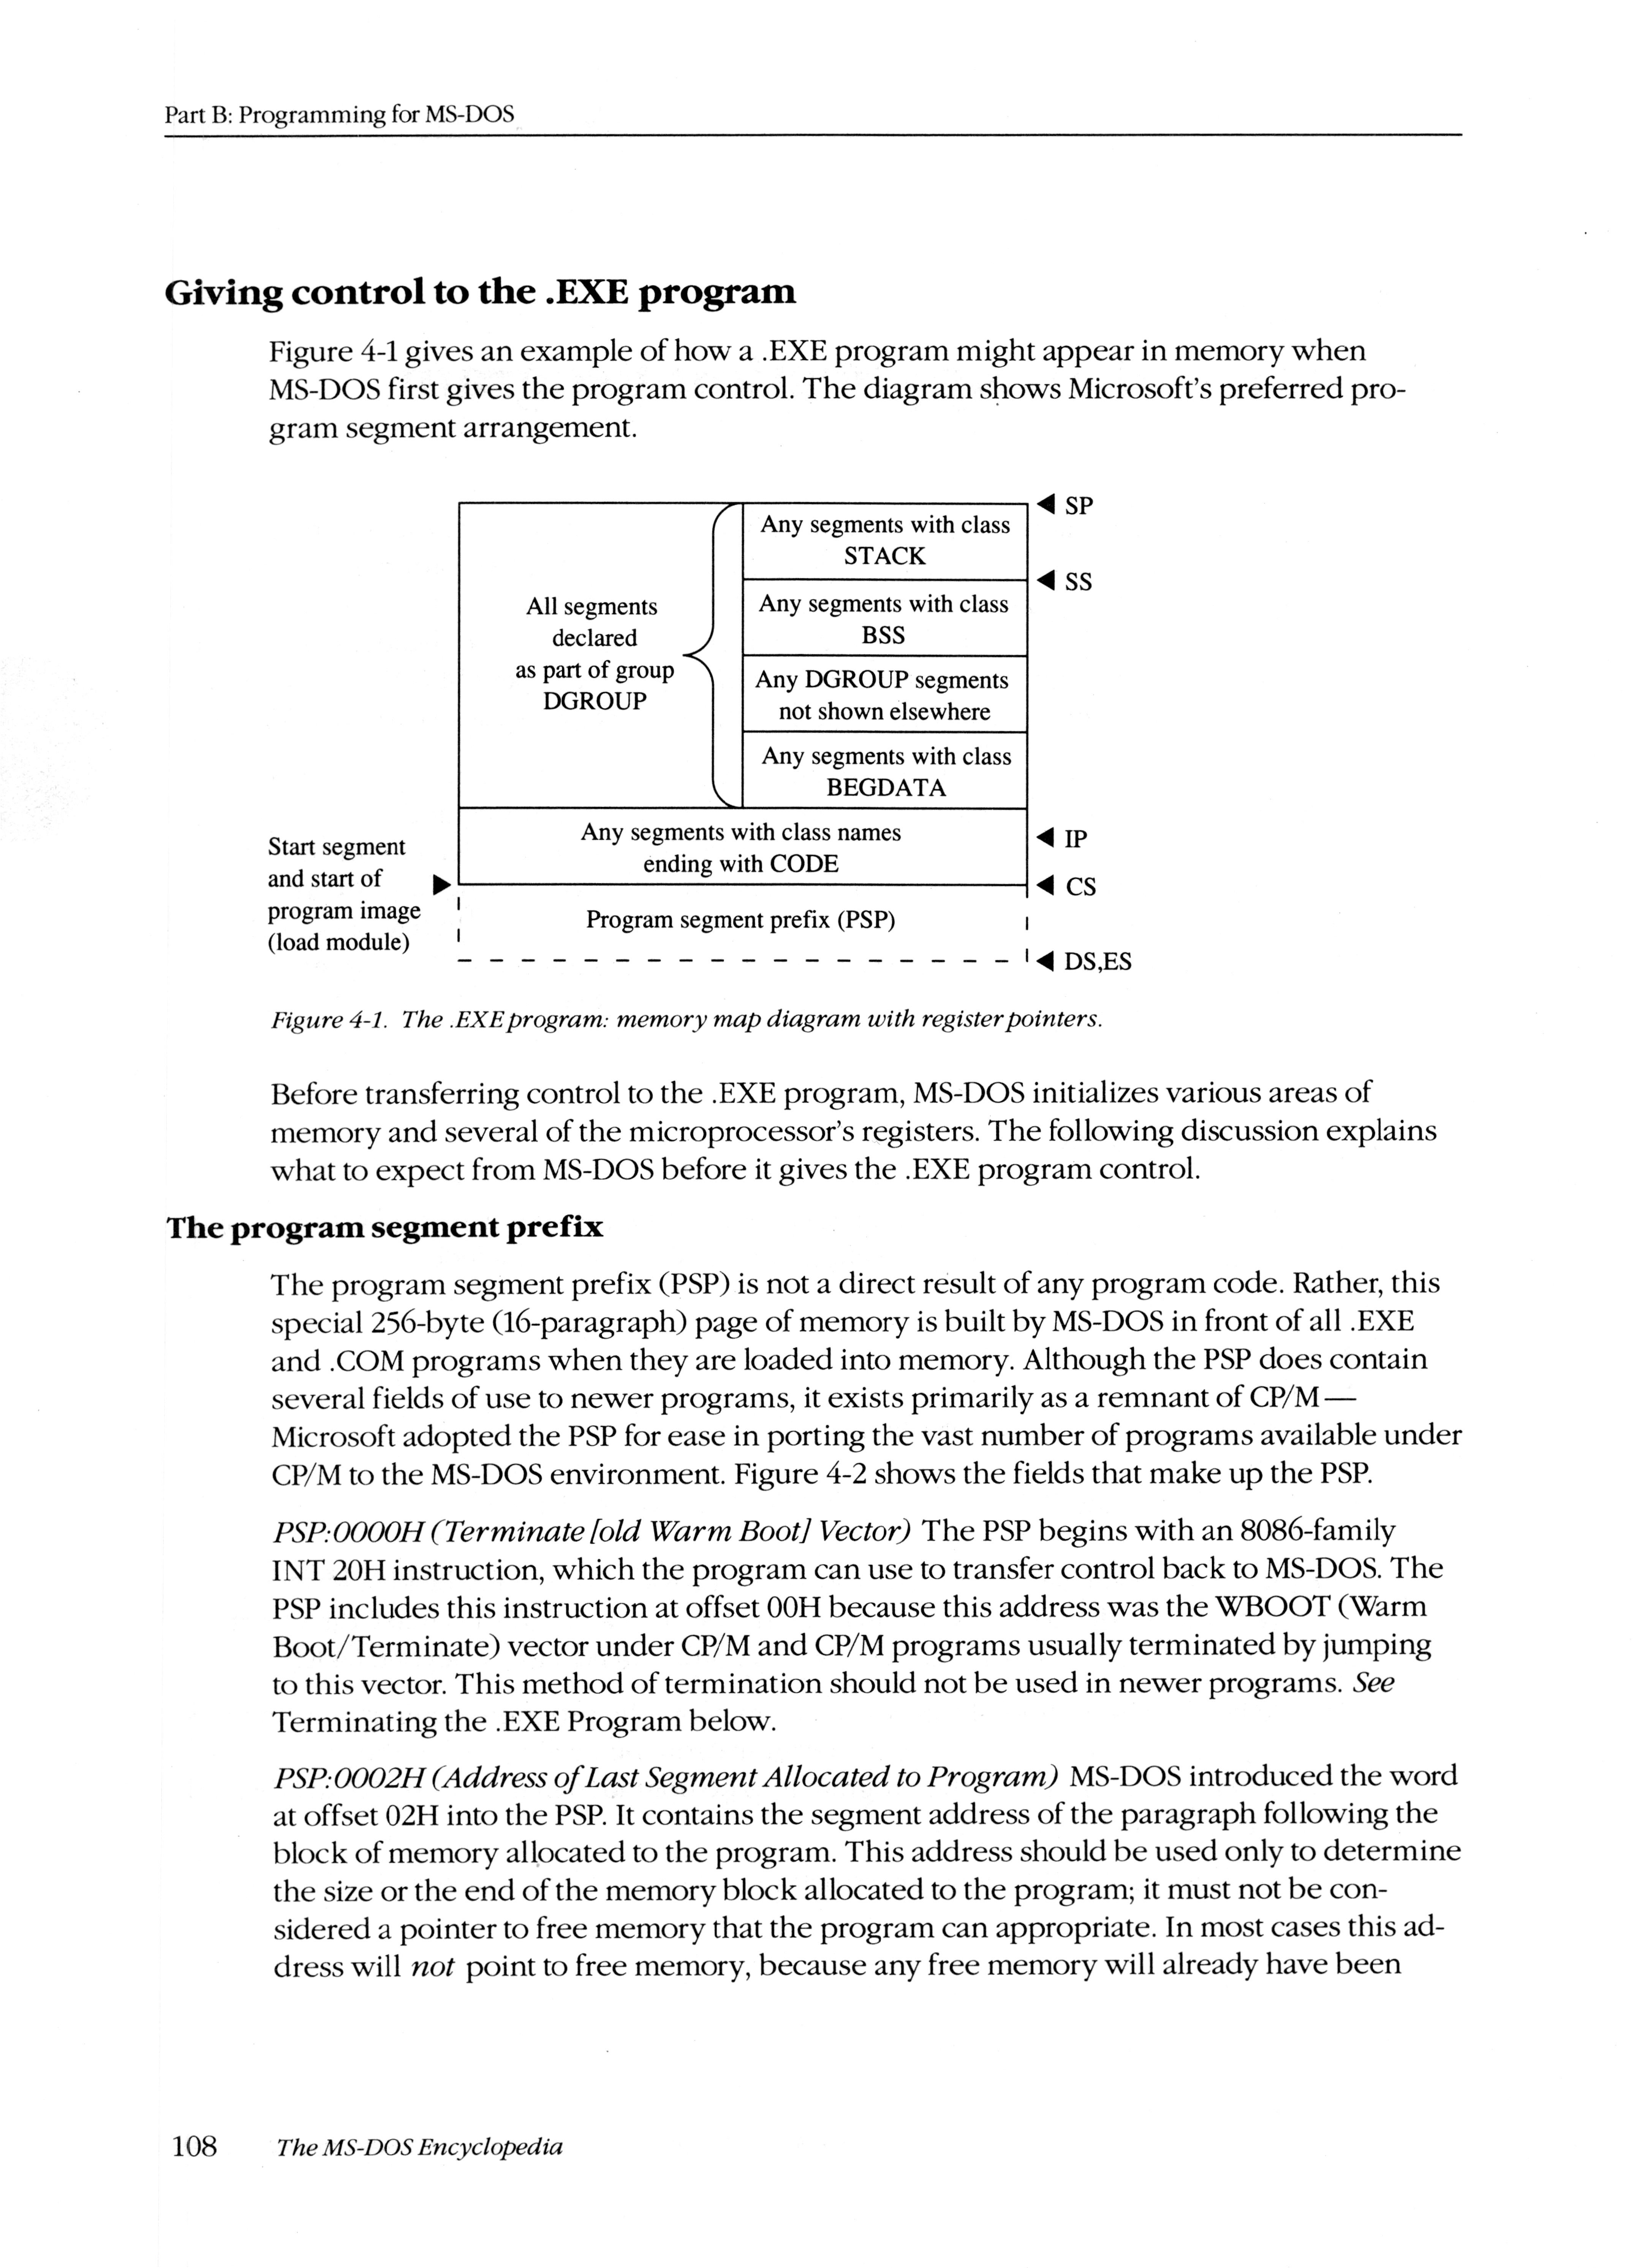 Part B: Programming for MS-DOS
Giving control to the .EXE program
Figure 4-1 gives an example of how a .EXE program might appear in memory when
MS-DOS first gives the program control. The diagram shows Microsoft's preferred pro-
gram segment arrangement.
SP
Any segments with class
STACK
SS
All segments
declared
as part of group
DGROUP
Any segments with class
BSS
Any DGROUP segments
not shown elsewhere
Any segments with class
BEGDATA
Any segments with class names
ending with CODE
IP
Start segment
and start of
program image
(load module)
CS
Program segment prefix (PSP)
DS,ES
Figure 4-1. The .EXE program: memory map diagram with register pointers.
Before transferring control to the .EXE program, MS-DOS initializes various areas of
memory and several of the microprocessor's registers. The following discussion explains
what to expect from MS-DOS before it gives the .EXE program control.
The program segment prefix
The program segment prefix (PSP) is not a direct result of any program code. Rather, this
special 256-byte (16-paragraph) page of memory is built by MS-DOS in front of all .EXE
and .COM programs when they are loaded into memory. Although the PSP does contain
several fields of use to newer programs, it exists primarily as a remnant of CP/M —
Microsoft adopted the PSP for ease in porting the vast number of programs available under
CP/M to the MS-DOS environment. Figure 4-2 shows the fields that make up the PSP.
PSP:0000H (Terminate [old Warm Boot] Vector) The PSP begins with an 8086-family
INT 20H instruction, which the program can use to transfer control back to MS-DOS. The
PSP includes this instruction at offset 00H because this address was the WBOOT (Warm
Boot/Terminate) vector under CP/M and CP/M programs usually terminated by jumping
to this vector. This method of termination should not be used in newer programs. See
Terminating the .EXE Program below.
PSP:0002H (Address of Last Segment Allocated to Program) MS-DOS introduced the word
at offset 02H into the PSP. It contains the segment address of the paragraph following the
block of memory allocated to the program. This address should be used only to determine
the size or the end of the memory block allocated to the program; it must not be con-
sidered a pointer to free memory that the program can appropriate. In most cases this ad-
dress will not point to free memory, because any free memory will already have been
108 The MS-DOS Encyclopedia